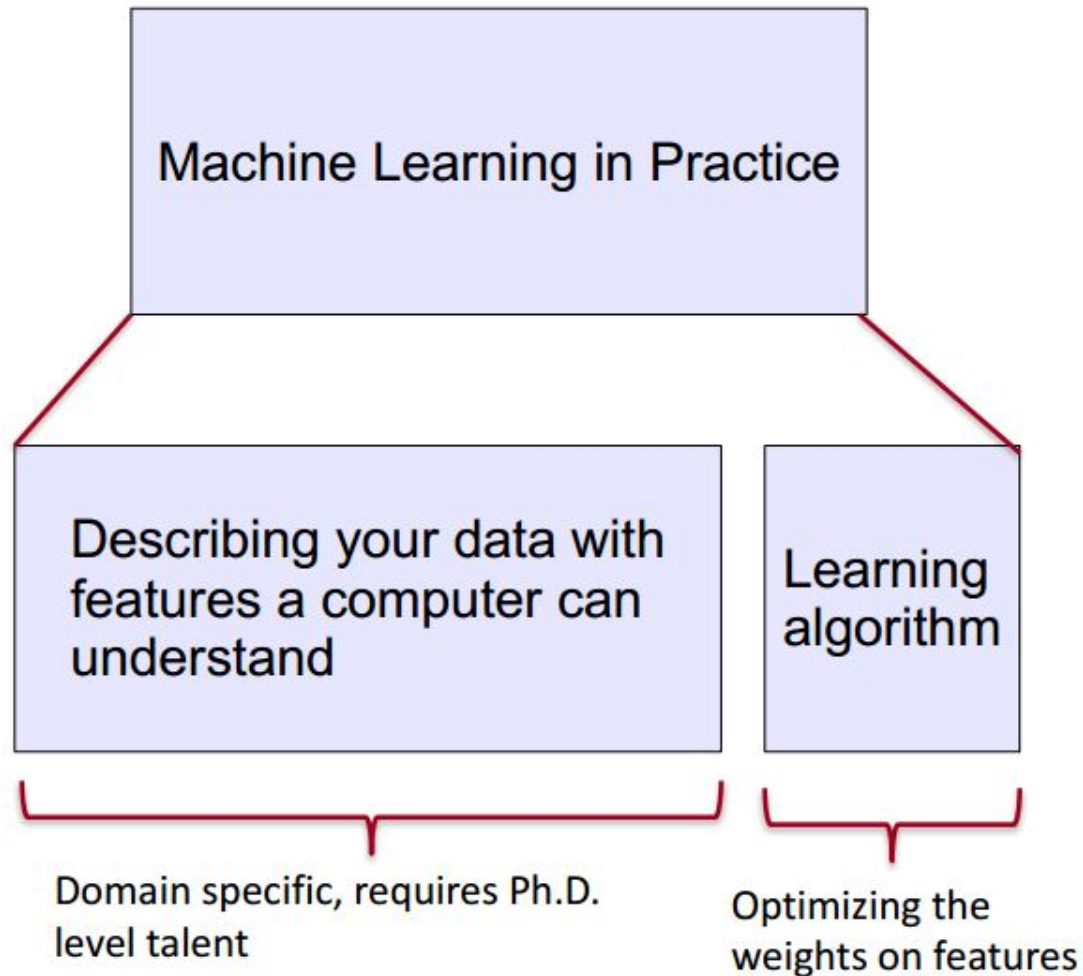 Machine Learning in Practice
Describing your data with
features a computer can
understand
Learning
algorithm
Domain specific, requires Ph.D.
level talent
Optimizing the
weights on features